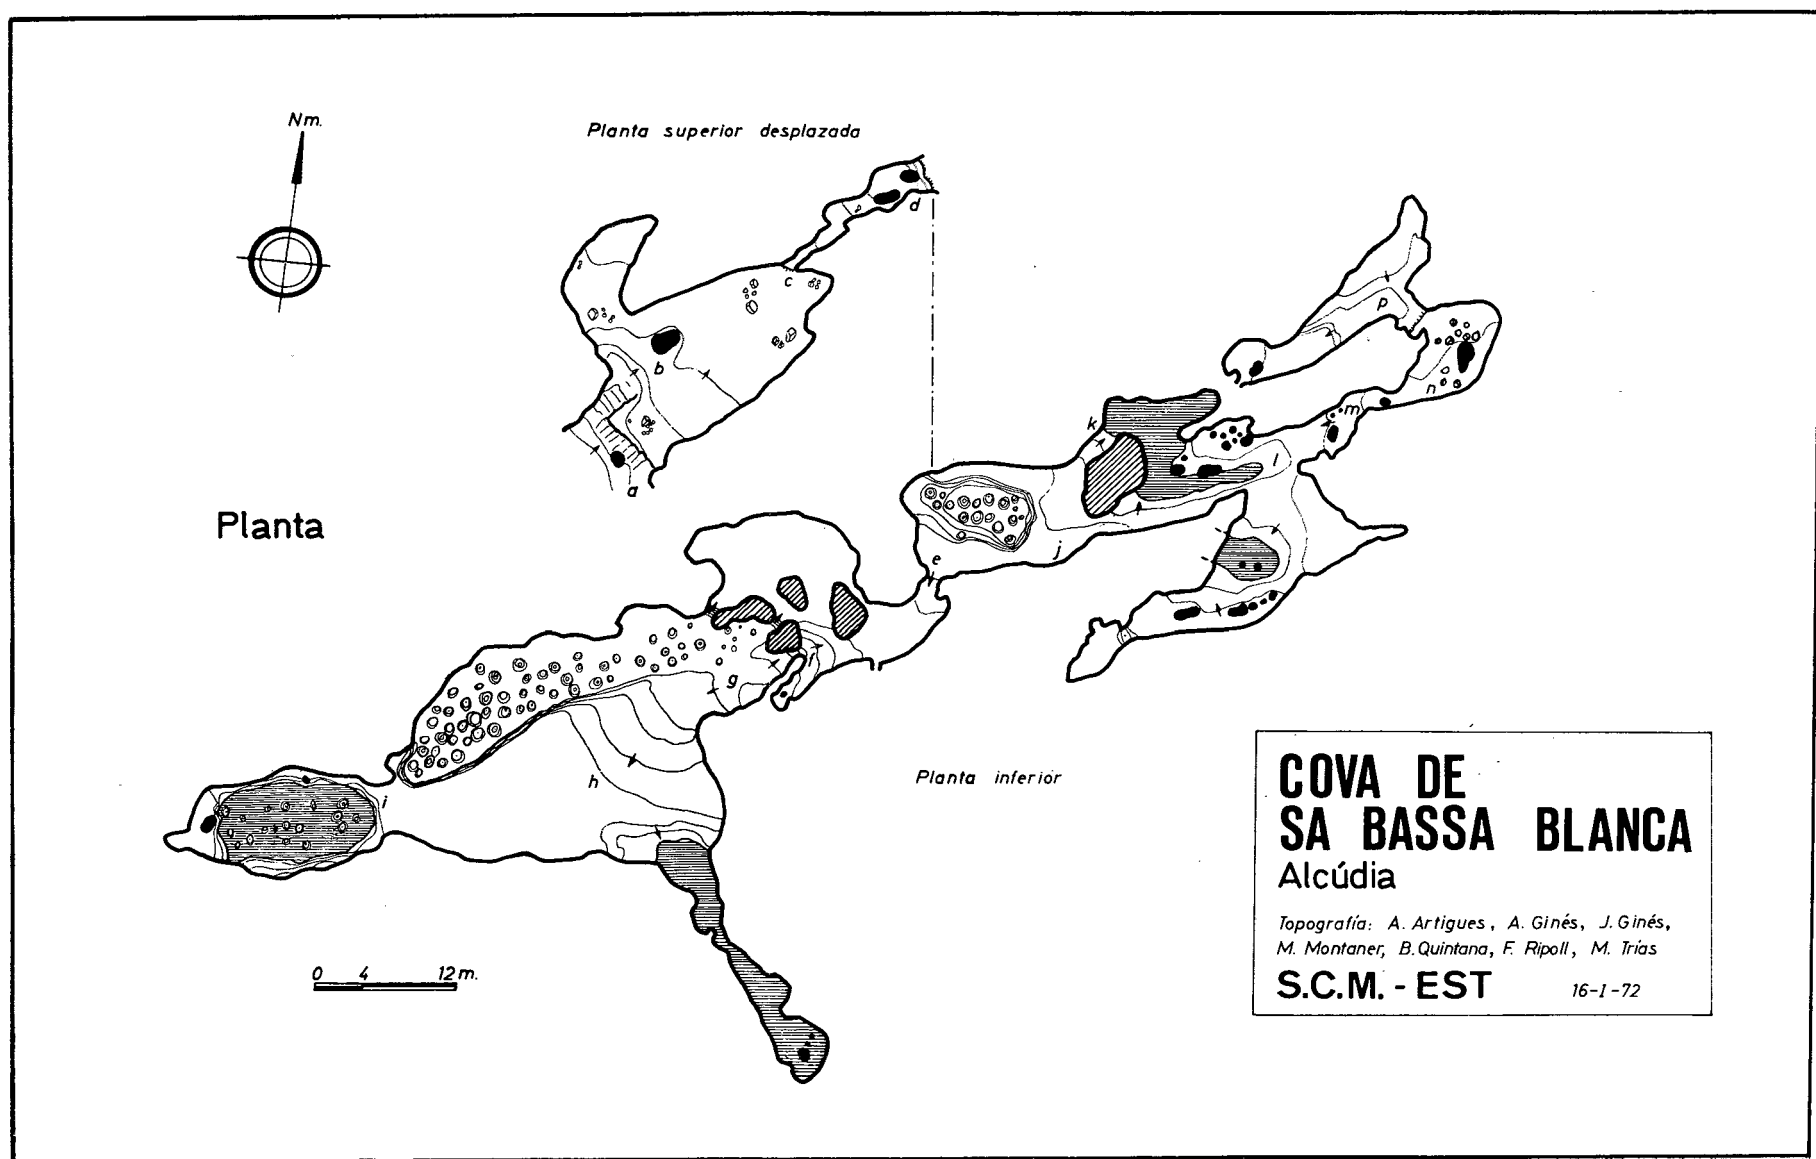 Nm.
Planta superior desplazada
d
c
b
a
Planta
p
n
m
k
l
j
e
f
g
h
i
Planta inferior
0 4 12 m.
COVA DE
SA BASSA BLANCA
Alcúdia
Topografía: A. Artigues, A. Ginés, J. Ginés,
M. Montaner, B. Quintana, F. Ripoll, M. Trías
S.C.M. - EST 16-I-72